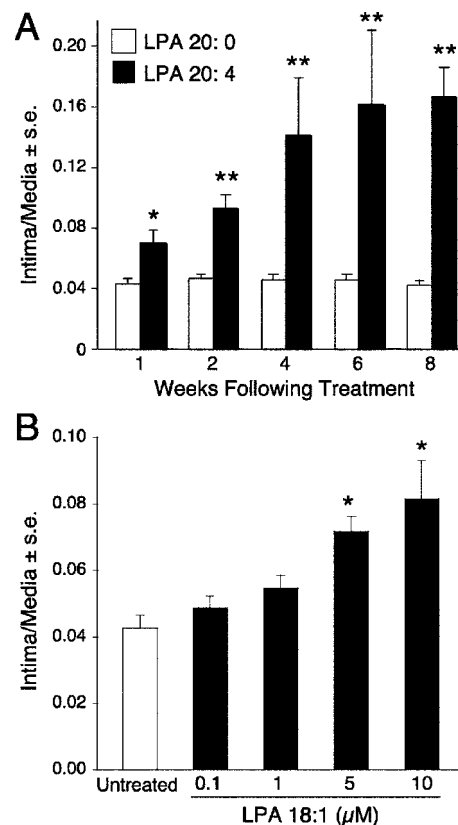 A
LPA 20: 0
LPA 20: 4
Intima/Media ± s.e.
0.20
0.16
0.12
0.08
0.04
0
*
**
**
**
**
1 2 4 6 8
Weeks Following Treatment
B
Intima/Media ± s.e.
0.10
0.08
0.06
0.04
0.02
0.00
*
*
Untreated 0.1 1 5 10
LPA 18:1 (μM)